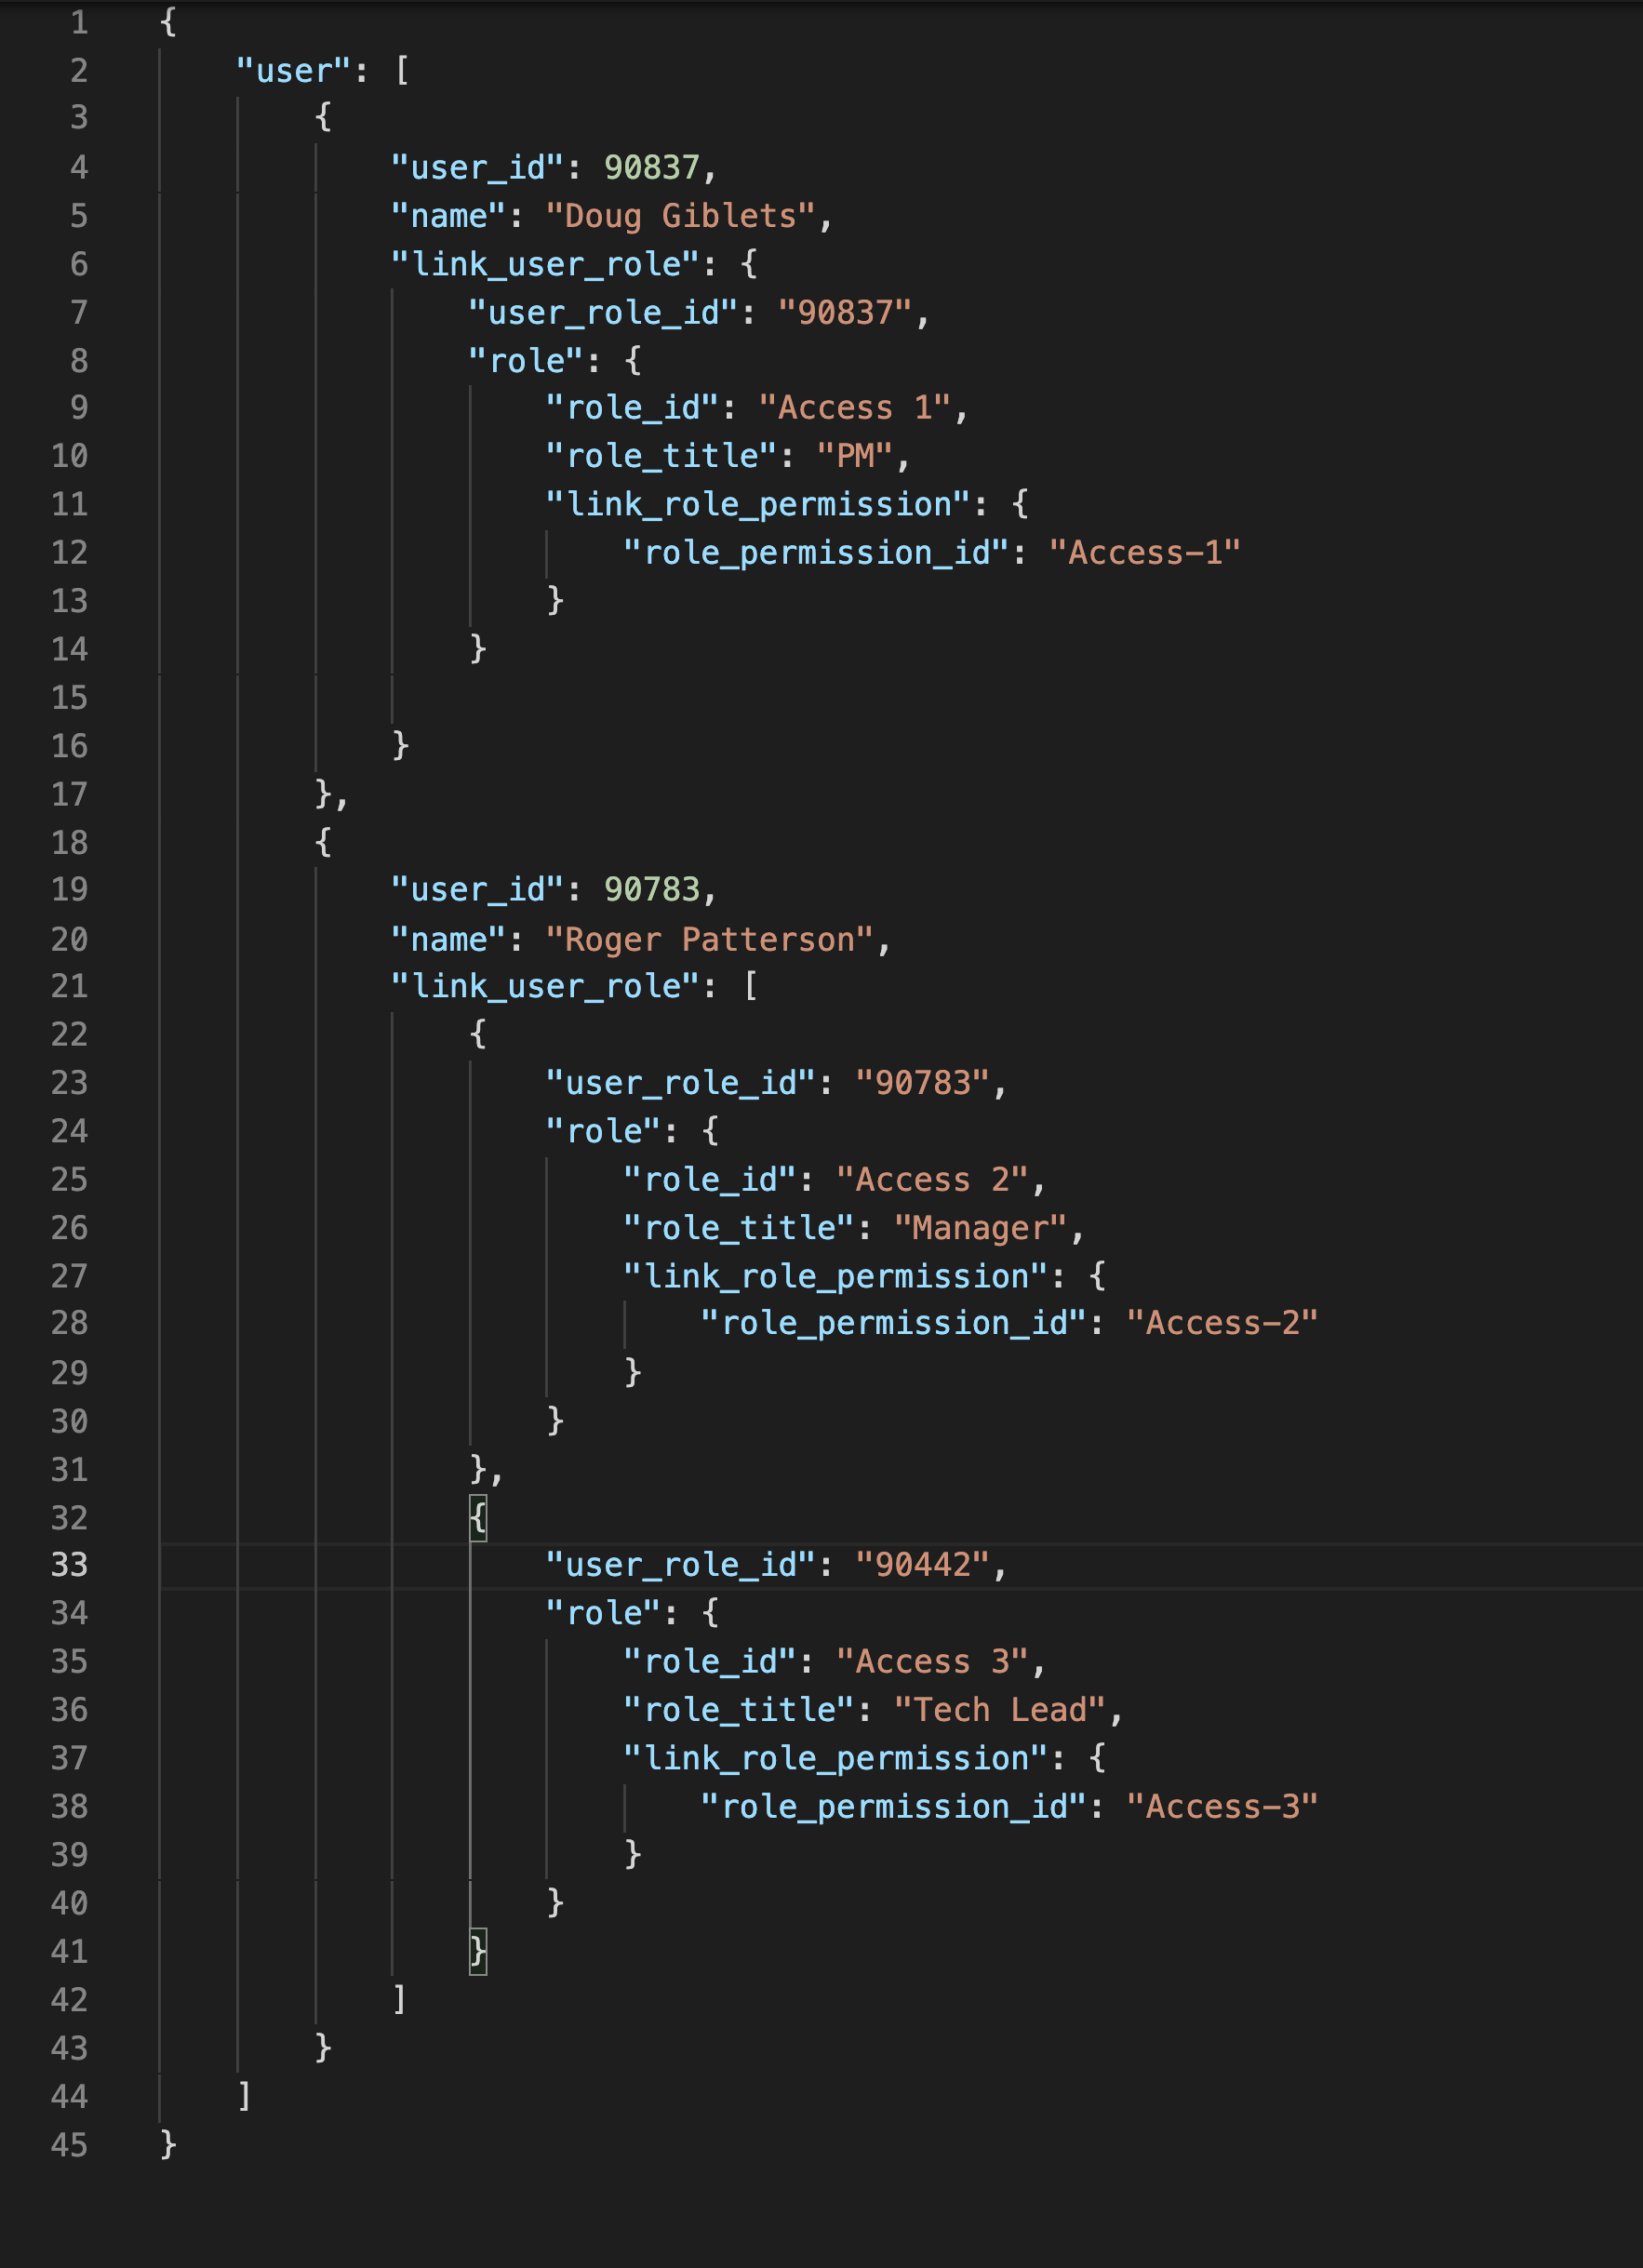 1 {
2 "user": [
3 {
4 "user_id": 90837,
5 "name": "Doug Giblets",
6 "link_user_role": {
7 "user_role_id": "90837",
8 "role": {
9 "role_id": "Access 1",
10 "role_title": "PM",
11 "link_role_permission": {
12 "role_permission_id": "Access-1"
13 }
14 }
15
16 }
17 },
18 {
19 "user_id": 90783,
20 "name": "Roger Patterson",
21 "link_user_role": [
22 {
23 "user_role_id": "90783",
24 "role": {
25 "role_id": "Access 2",
26 "role_title": "Manager",
27 "link_role_permission": {
28 "role_permission_id": "Access-2"
29 }
30 }
31 },
32 {
33 "user_role_id": "90442",
34 "role": {
35 "role_id": "Access 3",
36 "role_title": "Tech Lead",
37 "link_role_permission": {
38 "role_permission_id": "Access-3"
39 }
40 }
41 }
42 ]
43 }
44 ]
45 }